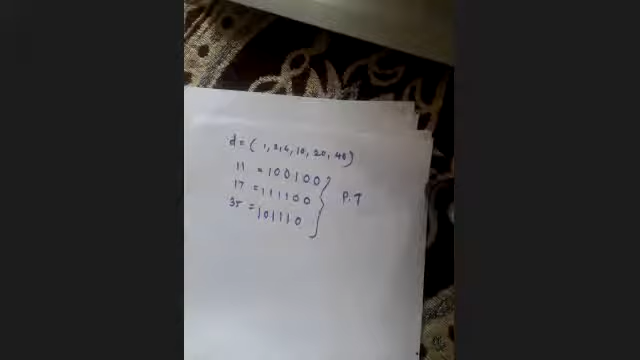 d = ( 1, 2, 4, 10, 20, 40)
11 = 100100
17 = 111100
35 = 101110
P.T